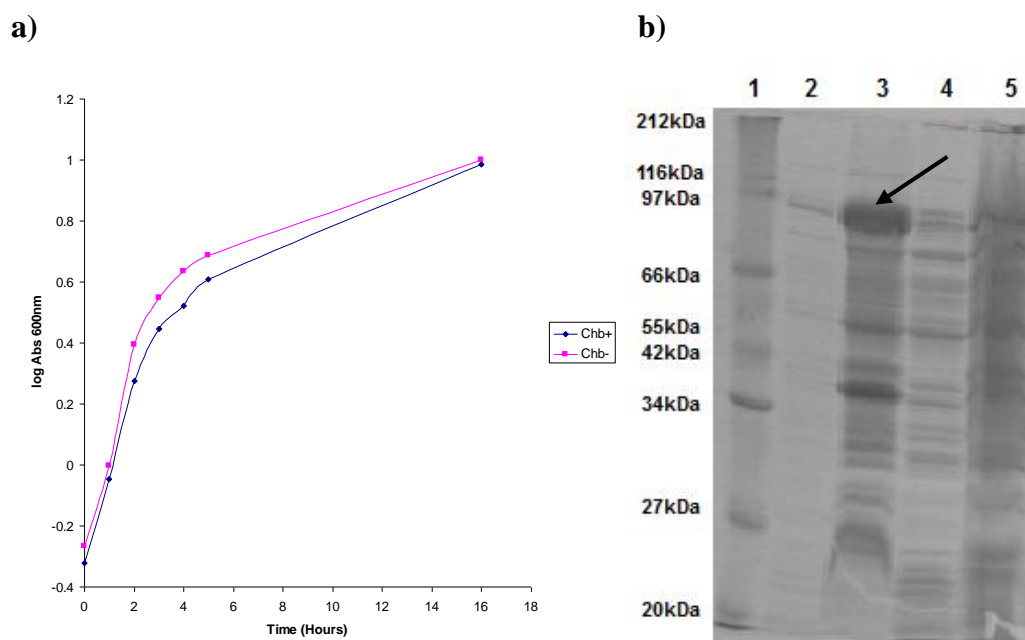 a)
b)
1.2
1
0.8
0.6
0.4
0.2
0
-0.2
-0.4
log Abs 600nm
0 2 4 6 8 10 12 14 16 18
Time (Hours)
Chb+
Chb-
1 2 3 4 5
212kDa
116kDa
97kDa
66kDa
55kDa
42kDa
34kDa
27kDa
20kDa